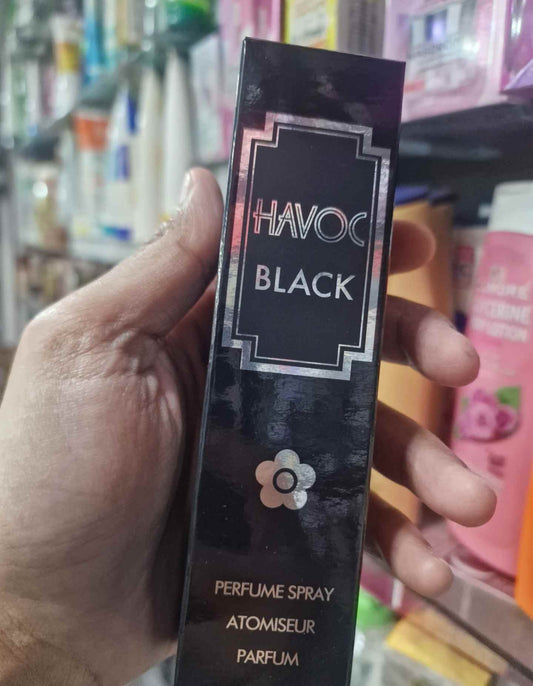 HAVOC
BLACK
PERFUME SPRAY
ATOMISEUR
PARFUM